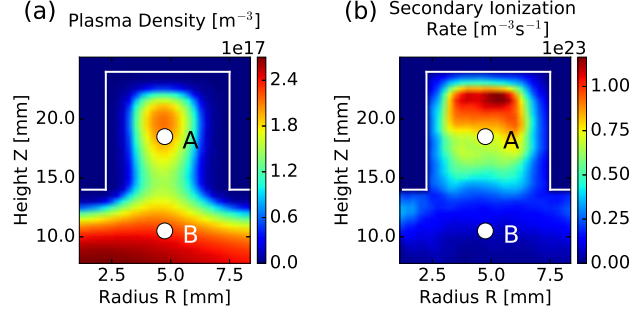 (a) Plasma Density [m⁻³]
1e17
Height Z [mm]
20.0
15.0
10.0
A
B
2.5 5.0 7.5
Radius R [mm]
2.4
1.8
1.2
0.6
0.0
(b) Secondary Ionization
Rate [m⁻³s⁻¹]
1e23
Height Z [mm]
20.0
15.0
10.0
A
B
2.5 5.0 7.5
Radius R [mm]
1.00
0.75
0.50
0.25
0.00